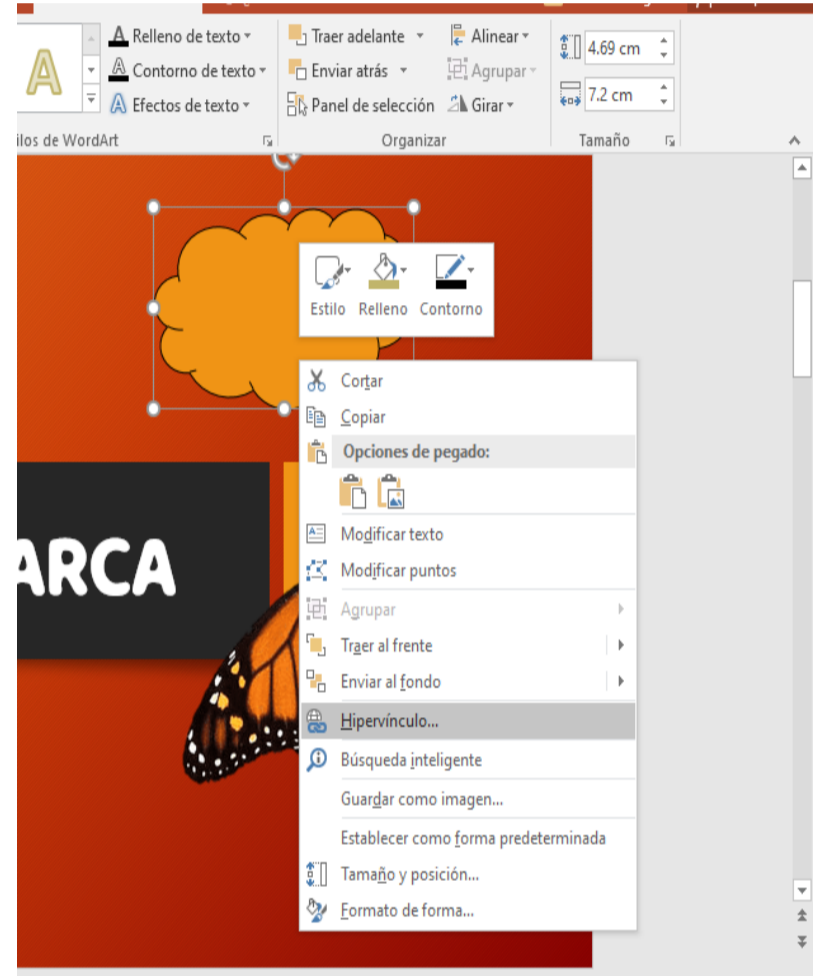 Relleno de texto
Contorno de texto
Efectos de texto
ilos de WordArt
Traer adelante
Enviar atrás
Panel de selección
Alinear
Agrupar
Girar
Organizar
4.69 cm
7.2 cm
Tamaño
Estilo Relleno Contorno
ARCA
Cortar
Copiar
Opciones de pegado:
Modificar texto
Modificar puntos
Agrupar
Traer al frente
Enviar al fondo
Hipervínculo...
Búsqueda inteligente
Guardar como imagen...
Establecer como forma predeterminada
Tamaño y posición...
Formato de forma...